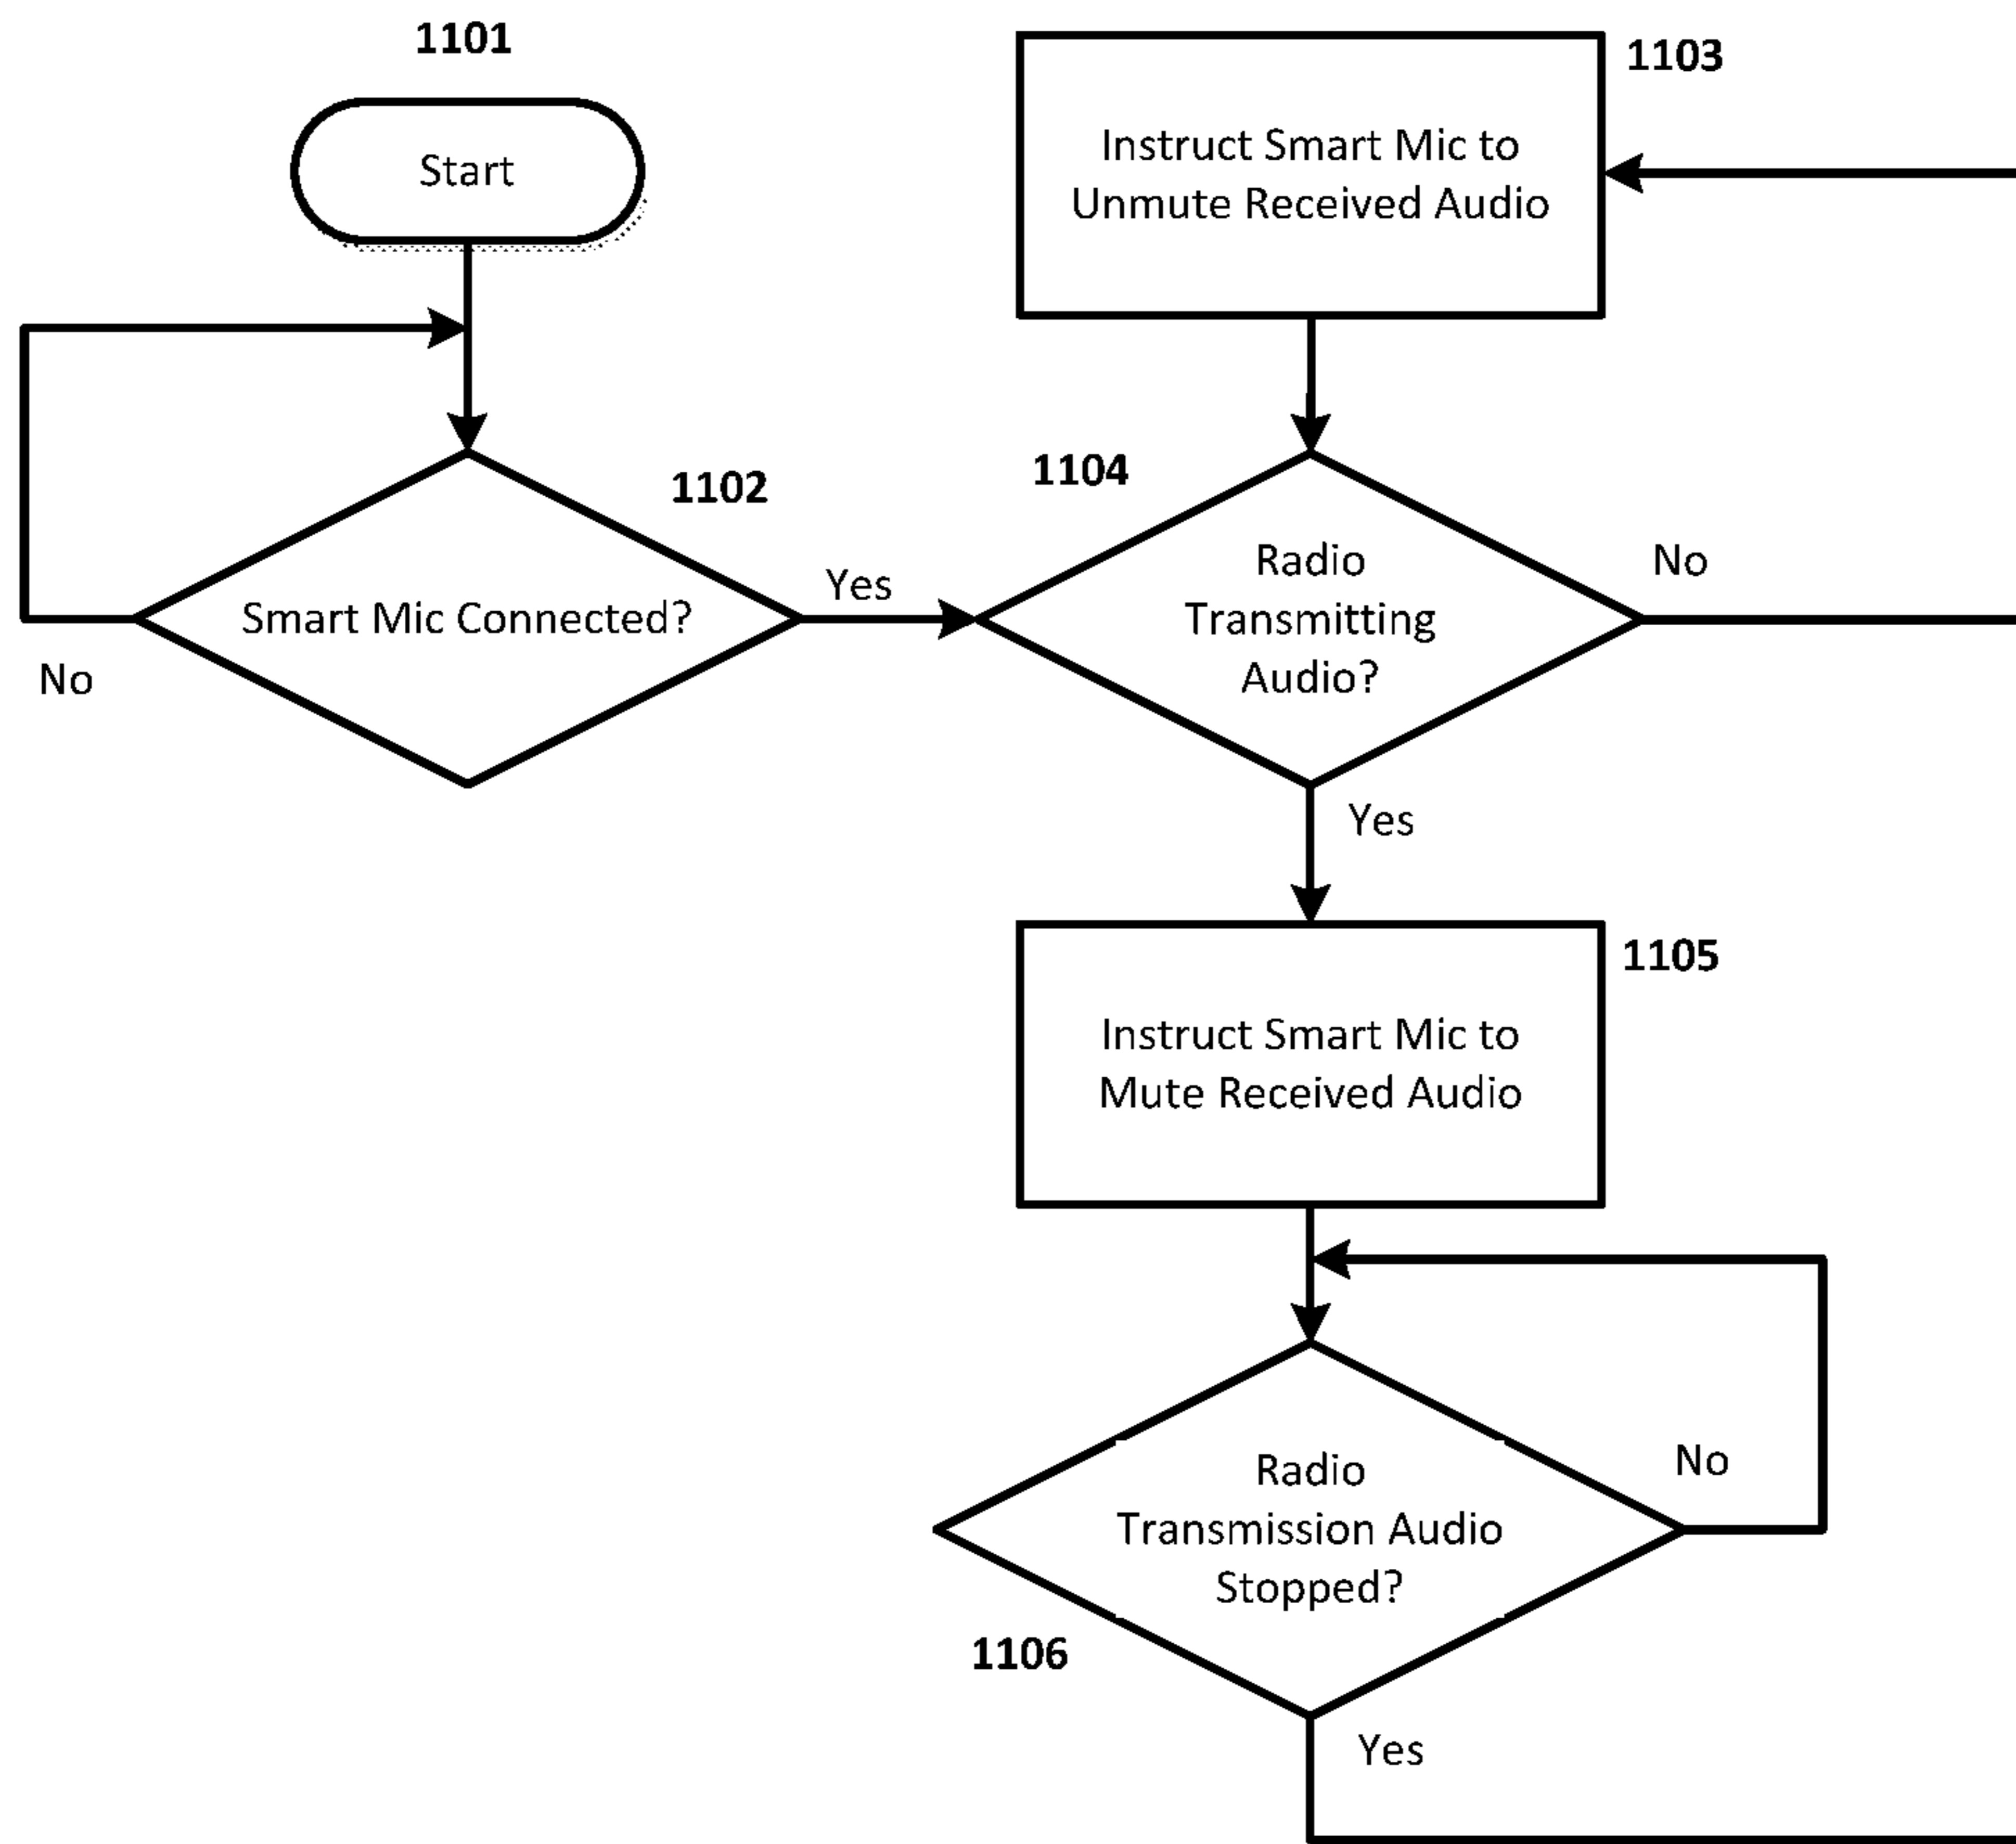 1101
Start
1102
Smart Mic Connected?
No
Yes
1103
Instruct Smart Mic to
Unmute Received Audio
1104
Radio
Transmitting
Audio?
No
Yes
1105
Instruct Smart Mic to
Mute Received Audio
Radio
Transmission Audio
Stopped?
No
1106
Yes